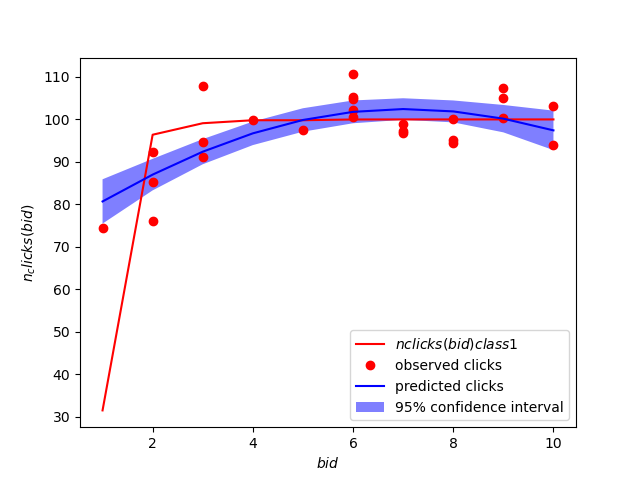 110
100
90
80
70
60
50
40
30
n_clicks(bid)
nclicks(bid)class1
observed clicks
predicted clicks
95% confidence interval
2
4
6
8
10
bid